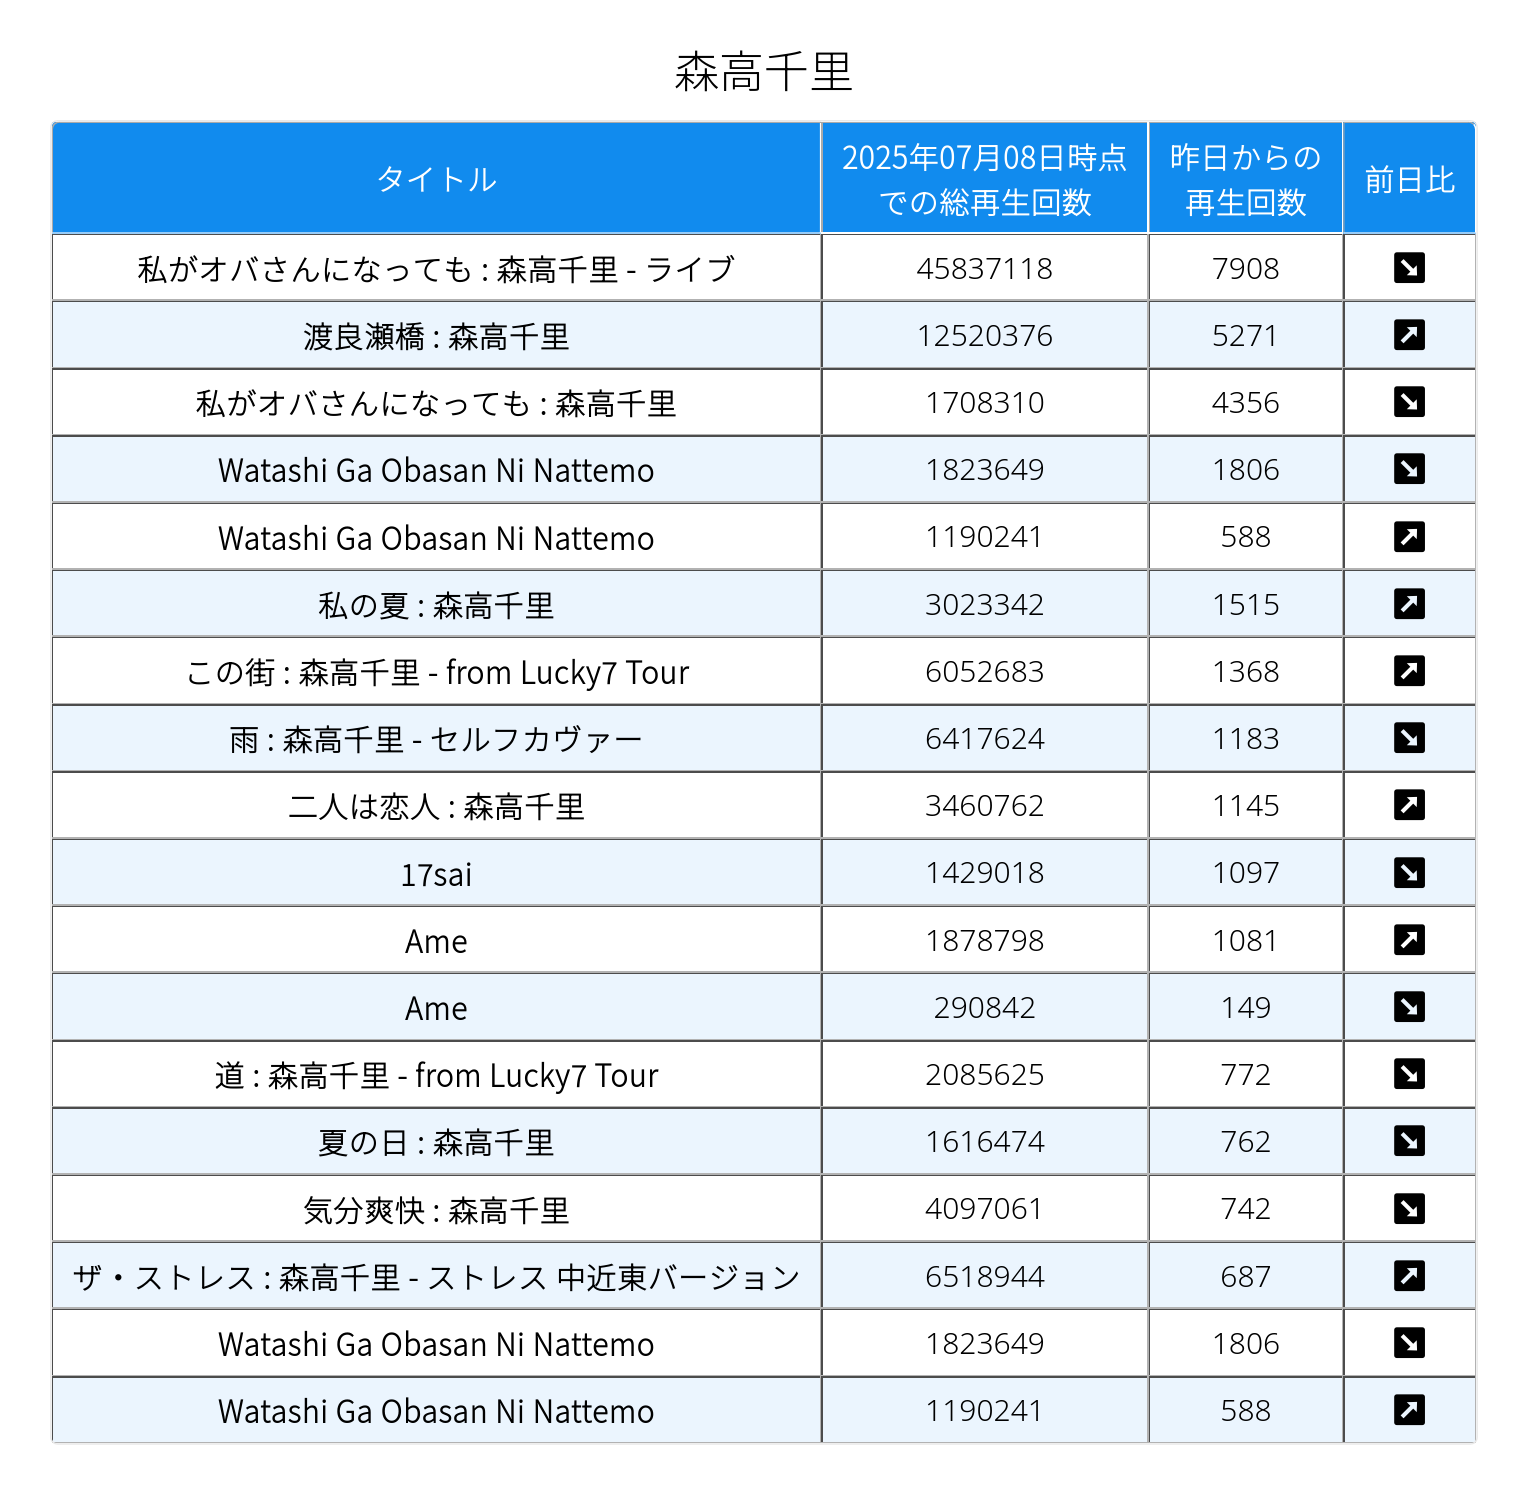 森高千里
タイトル
2025年07月08日時点
での総再生回数
昨日からの
再生回数
前日比
私がオバさんになっても : 森高千里 - ライブ 45837118 7908
渡良瀬橋 : 森高千里 12520376 5271
私がオバさんになっても : 森高千里 1708310 4356
Watashi Ga Obasan Ni Nattemo 1823649 1806
Watashi Ga Obasan Ni Nattemo 1190241 588
私の夏 : 森高千里 3023342 1515
この街 : 森高千里 - from Lucky7 Tour 6052683 1368
雨 : 森高千里 - セルフカヴァー 6417624 1183
二人は恋人 : 森高千里 3460762 1145
17sai 1429018 1097
Ame 1878798 1081
Ame 290842 149
道 : 森高千里 - from Lucky7 Tour 2085625 772
夏の日 : 森高千里 1616474 762
気分爽快 : 森高千里 4097061 742
ザ・ストレス : 森高千里 - ストレス 中近東バージョン 6518944 687
Watashi Ga Obasan Ni Nattemo 1823649 1806
Watashi Ga Obasan Ni Nattemo 1190241 588